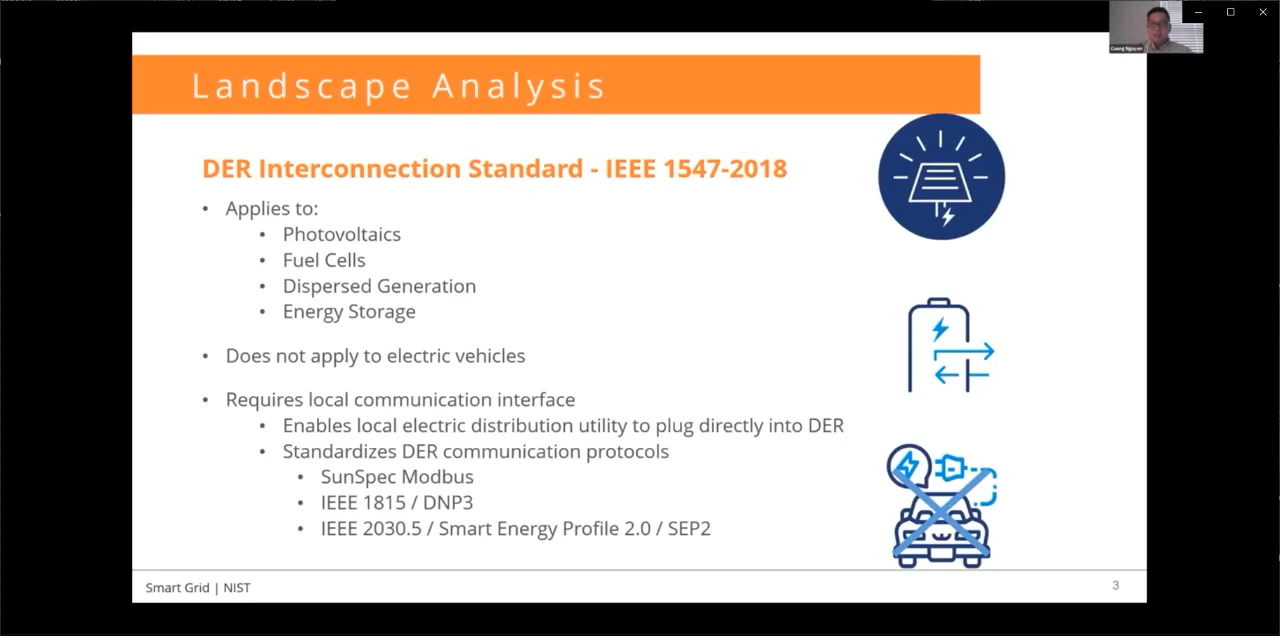 Cuong Nguyen
Landscape Analysis
DER Interconnection Standard - IEEE 1547-2018
• Applies to:
• Photovoltaics
• Fuel Cells
• Dispersed Generation
• Energy Storage
• Does not apply to electric vehicles
• Requires local communication interface
• Enables local electric distribution utility to plug directly into DER
• Standardizes DER communication protocols
• SunSpec Modbus
• IEEE 1815 / DNP3
• IEEE 2030.5 / Smart Energy Profile 2.0 / SEP2
Smart Grid | NIST
3